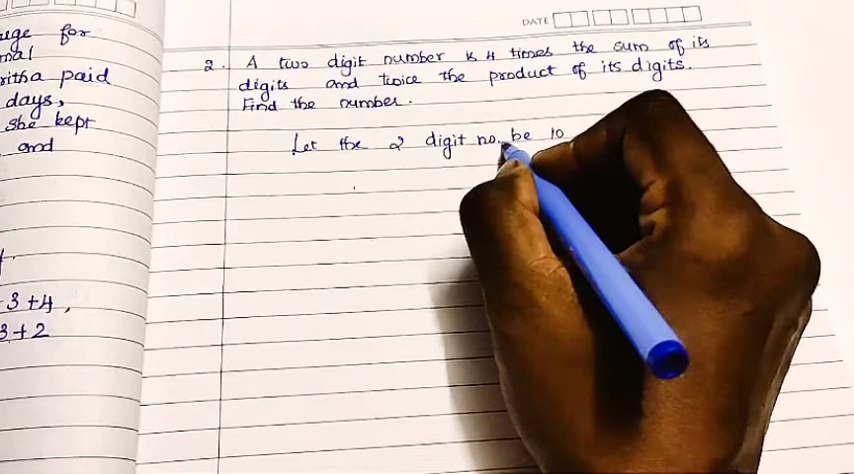 uge for
nal
ritha paid
days,
she kept
and
3 + 4,
3 + 2
DATE
2. A two digit number is 4 times the sum of its
digits and twice the product of its digits.
Find the number.
Let the 2 digit no. be 10